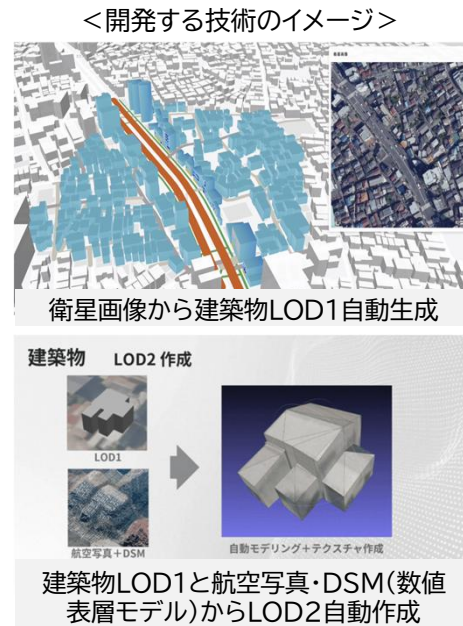 ＜開発する技術のイメージ＞
衛星画像から建築物LOD1自動生成
建築物 LOD2 作成
LOD1
航空写真＋DSM
自動モデリング＋テクスチャ作成
建築物LOD1と航空写真・DSM(数値
表層モデル)からLOD2自動作成